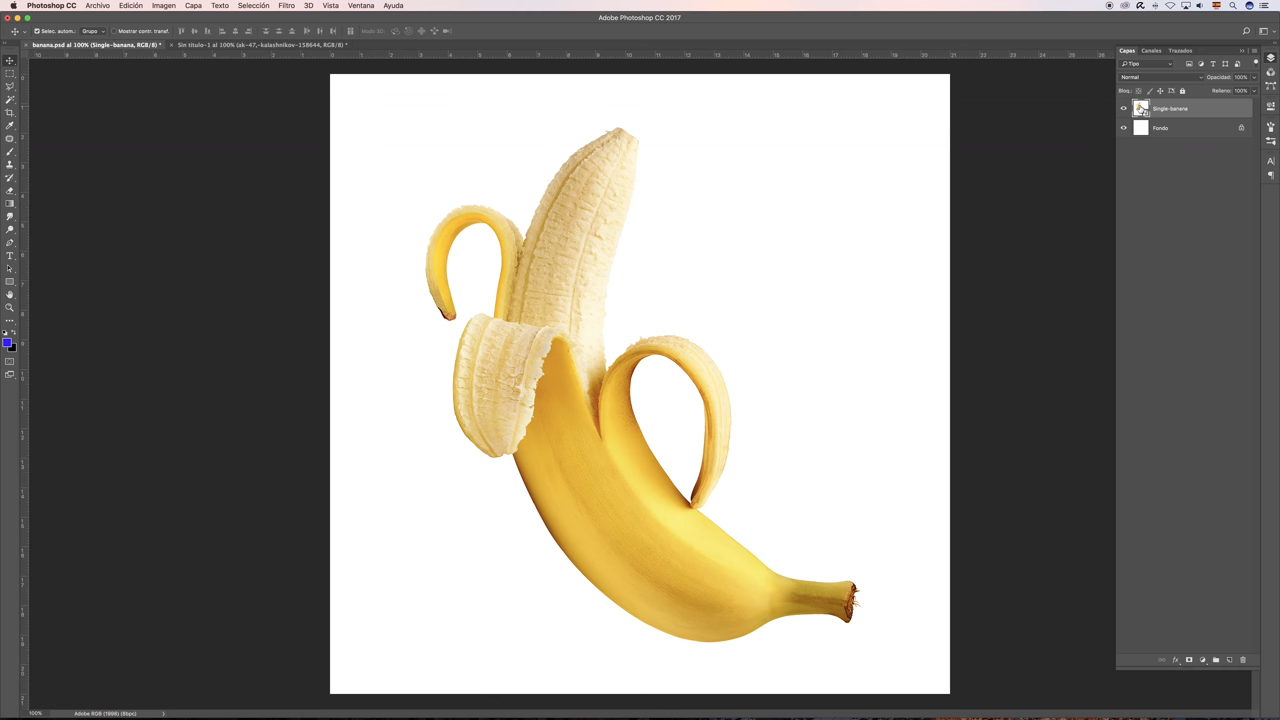 Photoshop CC Archivo Edición Imagen Capa Texto Selección Filtro 3D Vista Ventana Ayuda
Adobe Photoshop CC 2017
Selec. autom.: Grupo Mostrar contr. transf. Modo 3D:
banana.psd al 100% (Single-banana, RGB/8) * Sin título-1 al 100% (ak-47,-kalashnikov-158644, RGB/8*) *
Capas Canales Trazados
Tipo
Normal Opacidad: 100%
Bloq.: Relleno: 100%
Single-banana
Fondo
100% Adobe RGB (1998) (8bpc)